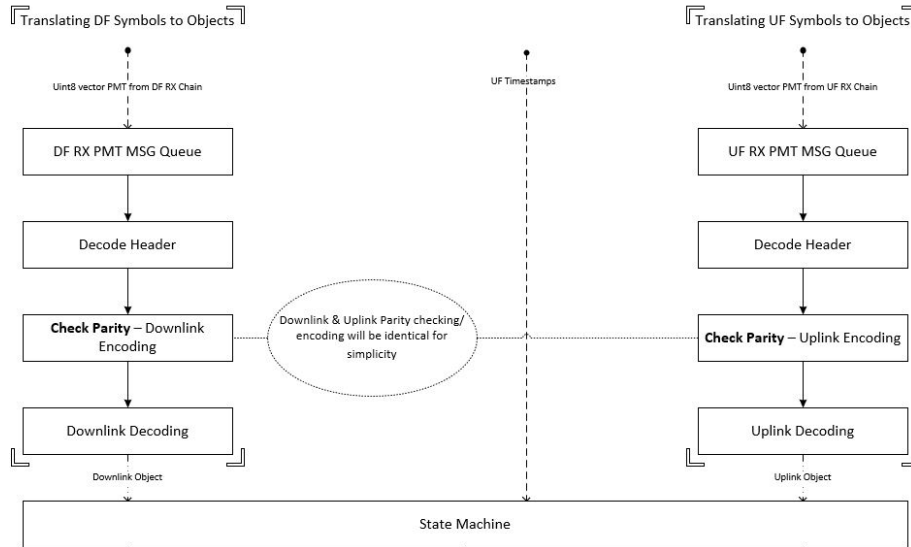 Translating DF Symbols to Objects
Translating UF Symbols to Objects
Uint8 vector PMT from DF RX Chain
UF Timestamps
Uint8 vector PMT from UF RX Chain
DF RX PMT MSG Queue
UF RX PMT MSG Queue
Decode Header
Decode Header
Downlink & Uplink Parity checking/
encoding will be identical for
simplicity
Check Parity – Downlink
Encoding
Check Parity – Uplink Encoding
Downlink Decoding
Uplink Decoding
Downlink Object
Uplink Object
State Machine